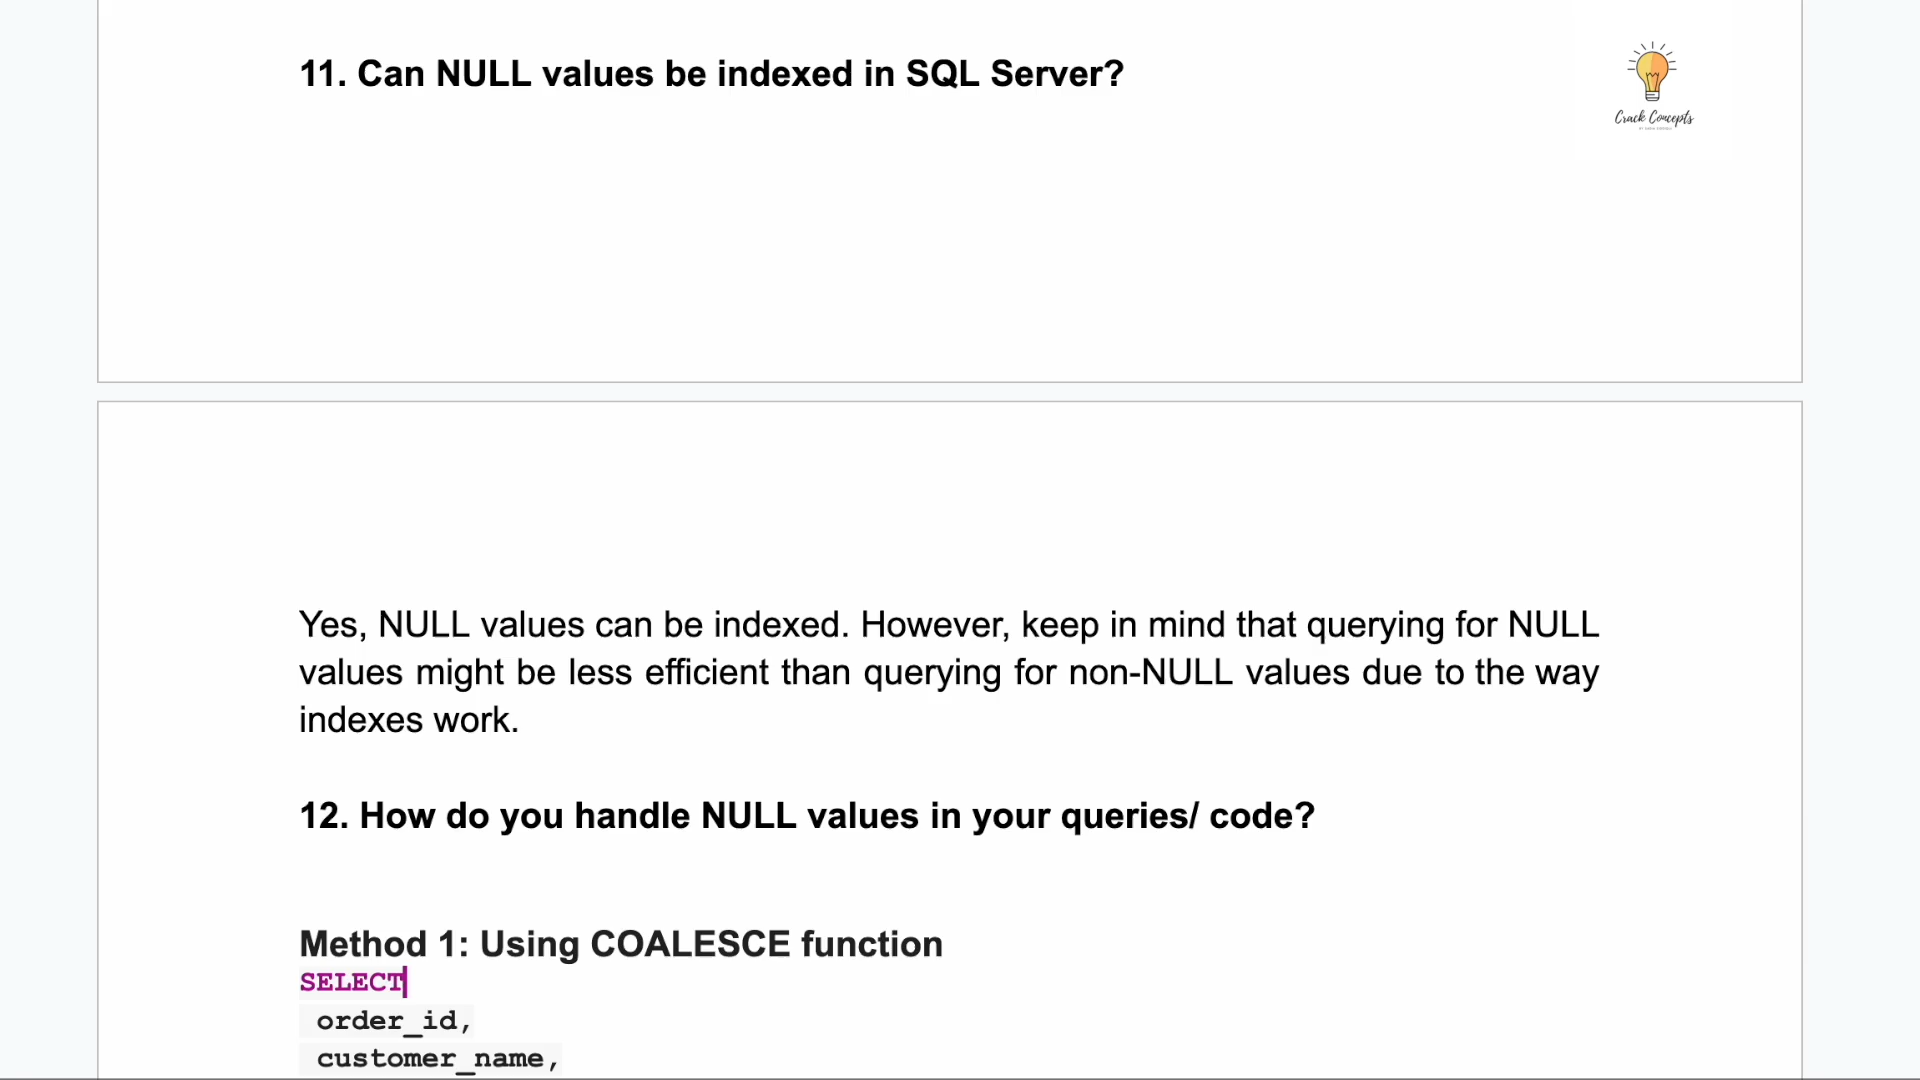 11. Can NULL values be indexed in SQL Server?
Crack Concepts
Yes, NULL values can be indexed. However, keep in mind that querying for NULL
values might be less efficient than querying for non-NULL values due to the way
indexes work.
12. How do you handle NULL values in your queries/ code?
Method 1: Using COALESCE function
SELECT
order_id,
customer_name,